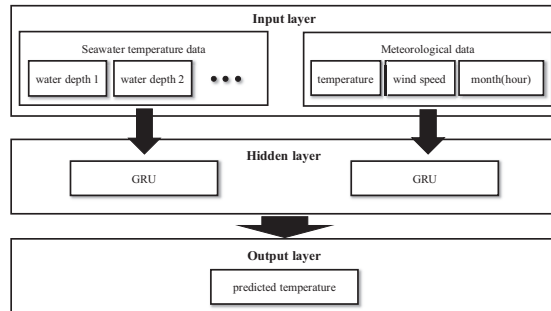 Input layer
Seawater temperature data
water depth 1
water depth 2
•••
Meteorological data
temperature
wind speed
month(hour)
Hidden layer
GRU
GRU
Output layer
predicted temperature